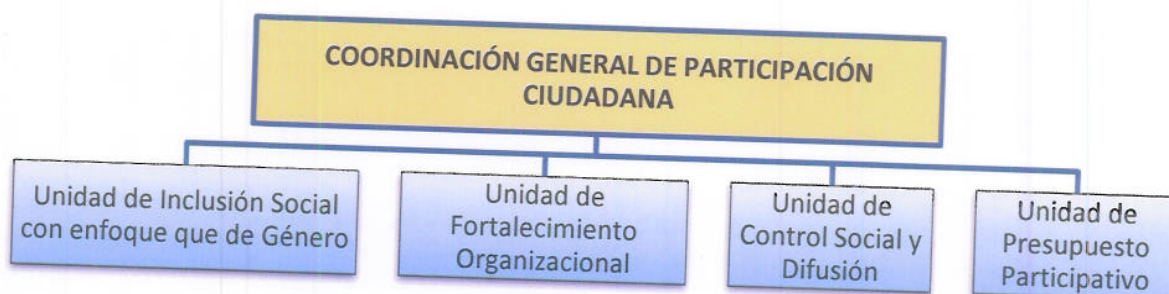 COORDINACIÓN GENERAL DE PARTICIPACIÓN
CIUDADANA
Unidad de Inclusión Social
con enfoque que de Género
Unidad de
Fortalecimiento
Organizacional
Unidad de
Control Social y
Difusión
Unidad de
Presupuesto
Participativo